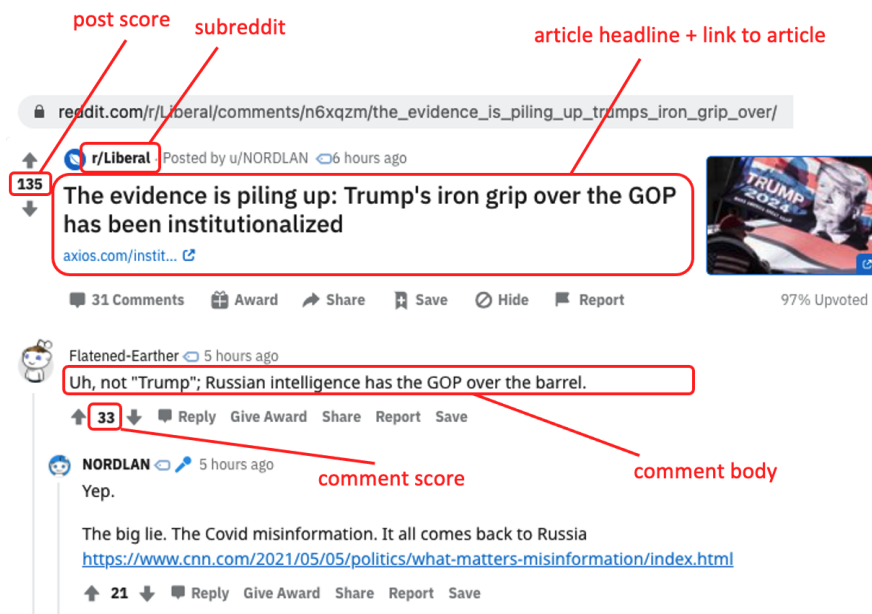 post score
subreddit
article headline + link to article
reddit.com/r/Liberal/comments/n6xqzm/the_evidence_is_piling_up_trumps_iron_grip_over/
r/Liberal · Posted by u/NORDLAN 6 hours ago
135
The evidence is piling up: Trump's iron grip over the GOP
has been institutionalized
axios.com/instit...
TRUMP
2024
31 Comments Award Share Save Hide Report 97% Upvoted
Flatened-Earther 5 hours ago
Uh, not "Trump"; Russian intelligence has the GOP over the barrel.
33 Reply Give Award Share Report Save
comment score
comment body
NORDLAN 5 hours ago
Yep.
The big lie. The Covid misinformation. It all comes back to Russia
https://www.cnn.com/2021/05/05/politics/what-matters-misinformation/index.html
21 Reply Give Award Share Report Save